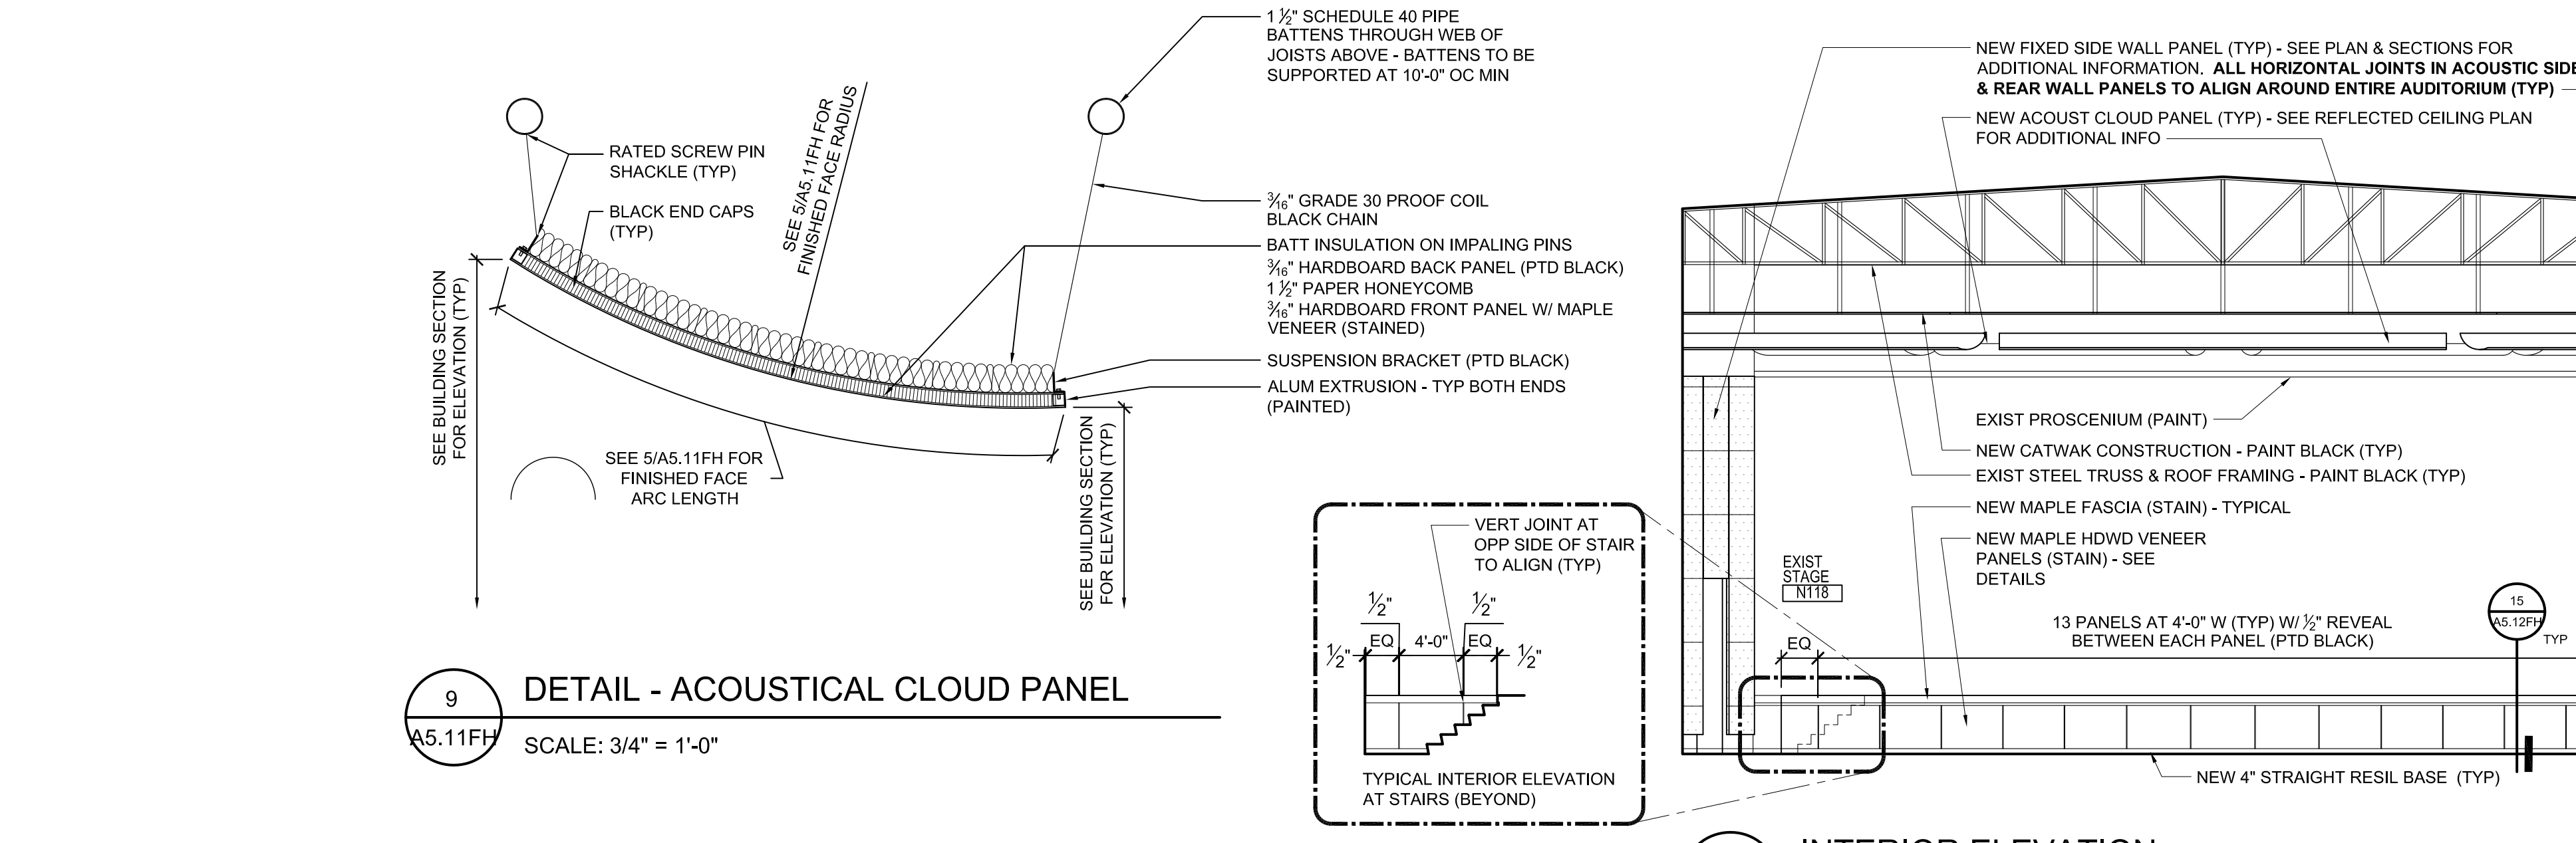 1 ½" SCHEDULE 40 PIPE
BATTENS THROUGH WEB OF
JOISTS ABOVE - BATTENS TO BE
SUPPORTED AT 10'-0" OC MIN
RATED SCREW PIN
SHACKLE (TYP)
BLACK END CAPS
(TYP)
SEE 5/A5.11FH FOR
FINISHED FACE RADIUS
3⁄16" GRADE 30 PROOF COIL
BLACK CHAIN
BATT INSULATION ON IMPALING PINS
3⁄16" HARDBOARD BACK PANEL (PTD BLACK)
1 ½" PAPER HONEYCOMB
3⁄16" HARDBOARD FRONT PANEL W/ MAPLE
VENEER (STAINED)
SUSPENSION BRACKET (PTD BLACK)
ALUM EXTRUSION - TYP BOTH ENDS
(PAINTED)
SEE BUILDING SECTION
FOR ELEVATION (TYP)
SEE 5/A5.11FH FOR
FINISHED FACE
ARC LENGTH
SEE BUILDING SECTION
FOR ELEVATION (TYP)
9
A5.11FH
DETAIL - ACOUSTICAL CLOUD PANEL
SCALE: 3/4" = 1'-0"
VERT JOINT AT
OPP SIDE OF STAIR
TO ALIGN (TYP)
½" ½"
½" EQ 4'-0" EQ ½"
TYPICAL INTERIOR ELEVATION
AT STAIRS (BEYOND)
NEW FIXED SIDE WALL PANEL (TYP) - SEE PLAN & SECTIONS FOR
ADDITIONAL INFORMATION. ALL HORIZONTAL JOINTS IN ACOUSTIC SIDE
& REAR WALL PANELS TO ALIGN AROUND ENTIRE AUDITORIUM (TYP)
NEW ACOUST CLOUD PANEL (TYP) - SEE REFLECTED CEILING PLAN
FOR ADDITIONAL INFO
EXIST PROSCENIUM (PAINT)
NEW CATWAK CONSTRUCTION - PAINT BLACK (TYP)
EXIST STEEL TRUSS & ROOF FRAMING - PAINT BLACK (TYP)
NEW MAPLE FASCIA (STAIN) - TYPICAL
NEW MAPLE HDWD VENEER
PANELS (STAIN) - SEE
DETAILS
EXIST
STAGE
N118
13 PANELS AT 4'-0" W (TYP) W/ ½" REVEAL
BETWEEN EACH PANEL (PTD BLACK)
EQ
15
A5.12FH
TYP
NEW 4" STRAIGHT RESIL BASE (TYP)
INTERIOR ELEVATION